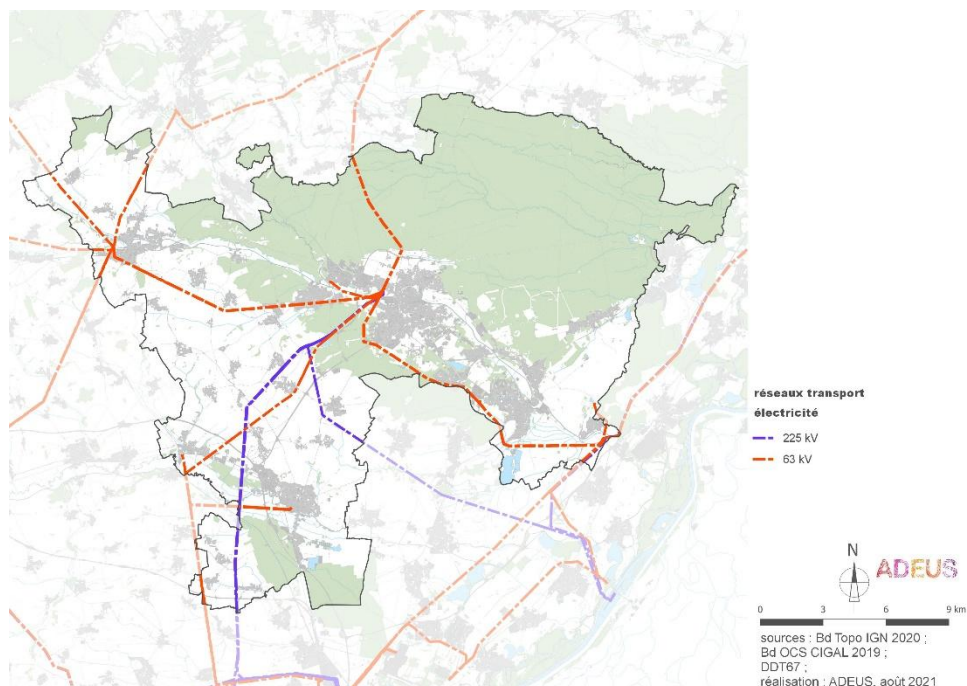 réseaux transport
électricité
225 kV
63 kV
N
ADEUS
0 3 6 9 km
sources : Bd Topo IGN 2020 ;
Bd OCS CIGAL 2019 ;
DDT67 ;
réalisation : ADEUS, août 2021